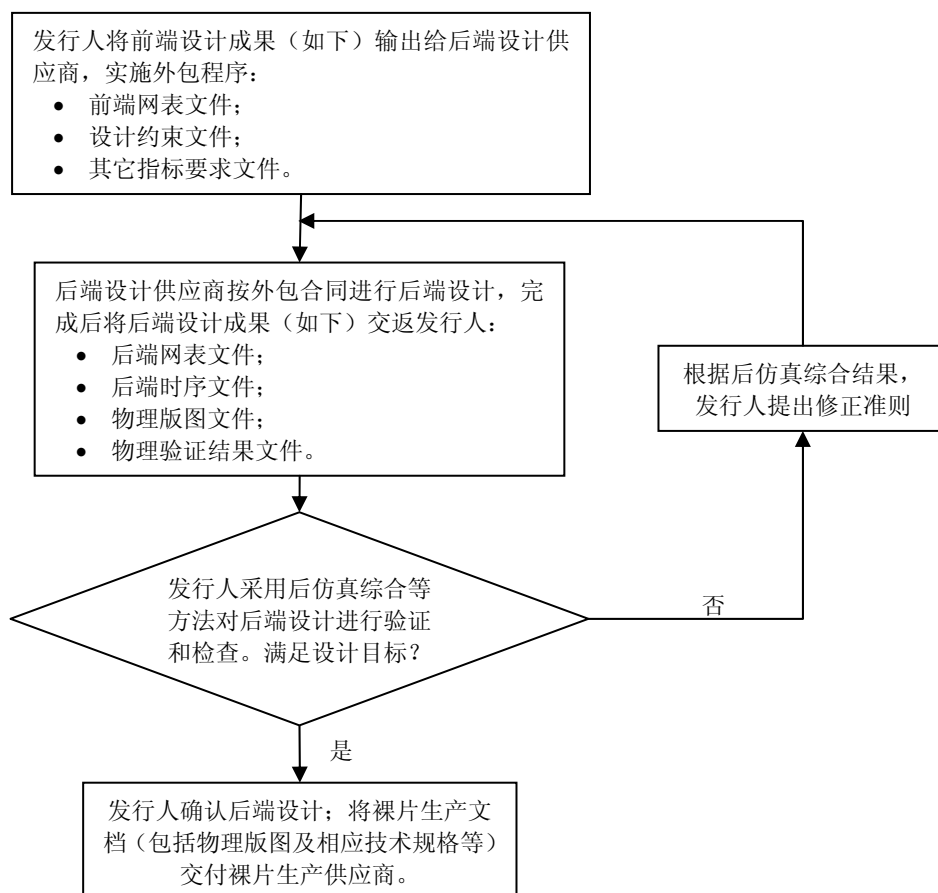 发行人将前端设计成果（如下）输出给后端设计供
应商，实施外包程序：
• 前端网表文件；
• 设计约束文件；
• 其它指标要求文件。
后端设计供应商按外包合同进行后端设计，完
成后将后端设计成果（如下）交返发行人：
• 后端网表文件；
• 后端时序文件；
• 物理版图文件；
• 物理验证结果文件。
根据后仿真综合结果，
发行人提出修正准则
发行人采用后仿真综合等
方法对后端设计进行验证
和检查。满足设计目标？
否
是
发行人确认后端设计；将裸片生产文
档（包括物理版图及相应技术规格等）
交付裸片生产供应商。